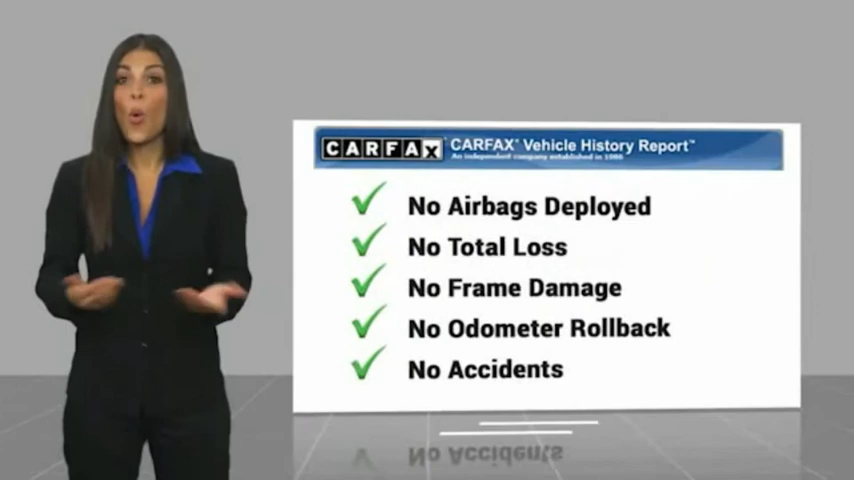 CARFAX CARFAX™ Vehicle History Report™
An independent company established in 1986
No Airbags Deployed
No Total Loss
No Frame Damage
No Odometer Rollback
No Accidents
No Accidents